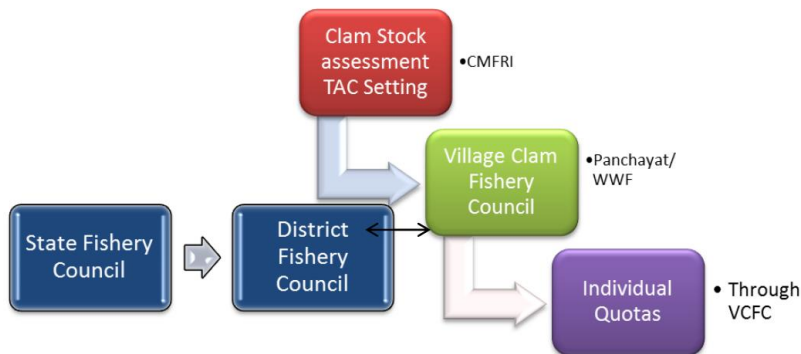 Clam Stock
assessment
TAC Setting
•CMFRI
Village Clam
Fishery
Council
•Panchayat/
WWF
State Fishery
Council
District
Fishery
Council
Individual
Quotas
• Through
VCFC